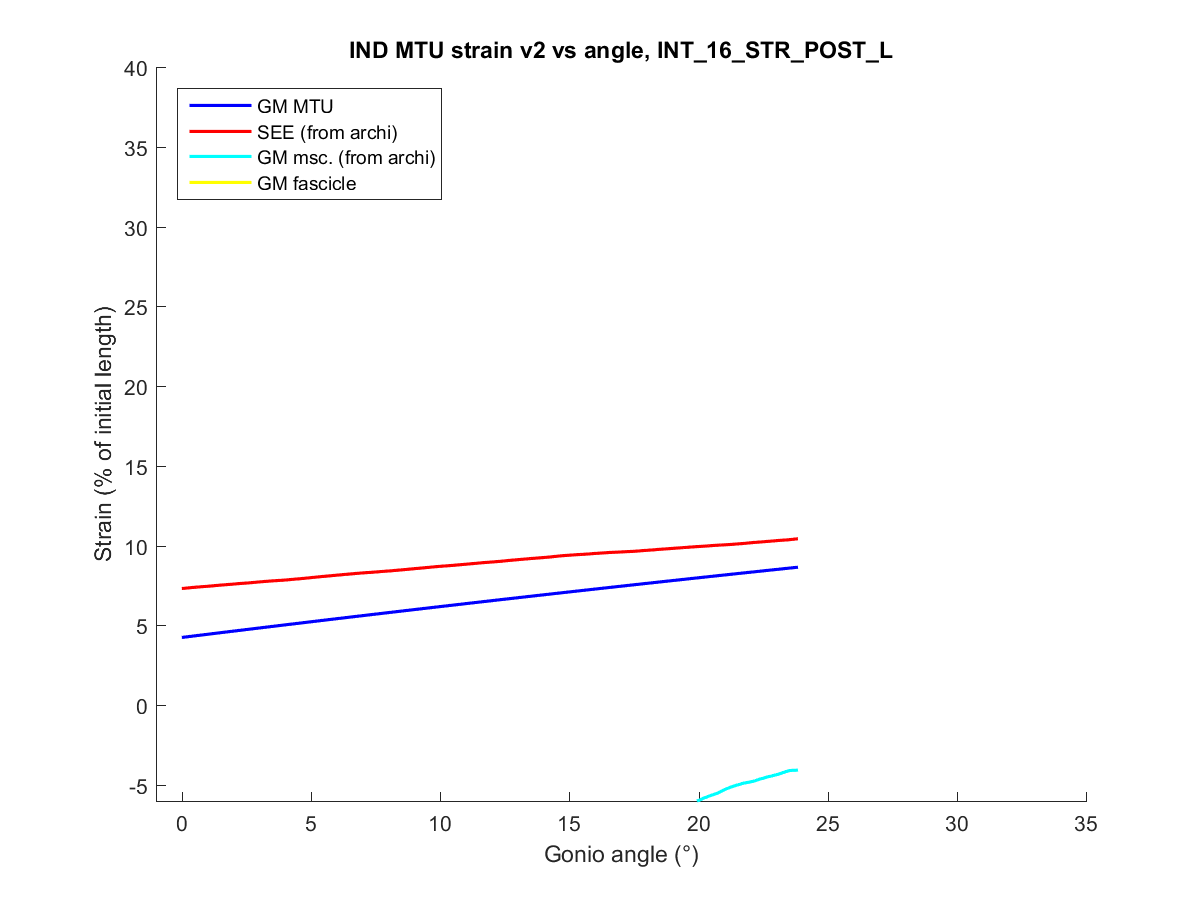 IND MTU strain v2 vs angle, INT_16_STR_POST_L
40
35
30
25
20
15
10
5
0
-5
Strain (% of initial length)
GM MTU
SEE (from archi)
GM msc. (from archi)
GM fascicle
0 5 10 15 20 25 30 35
Gonio angle (°)